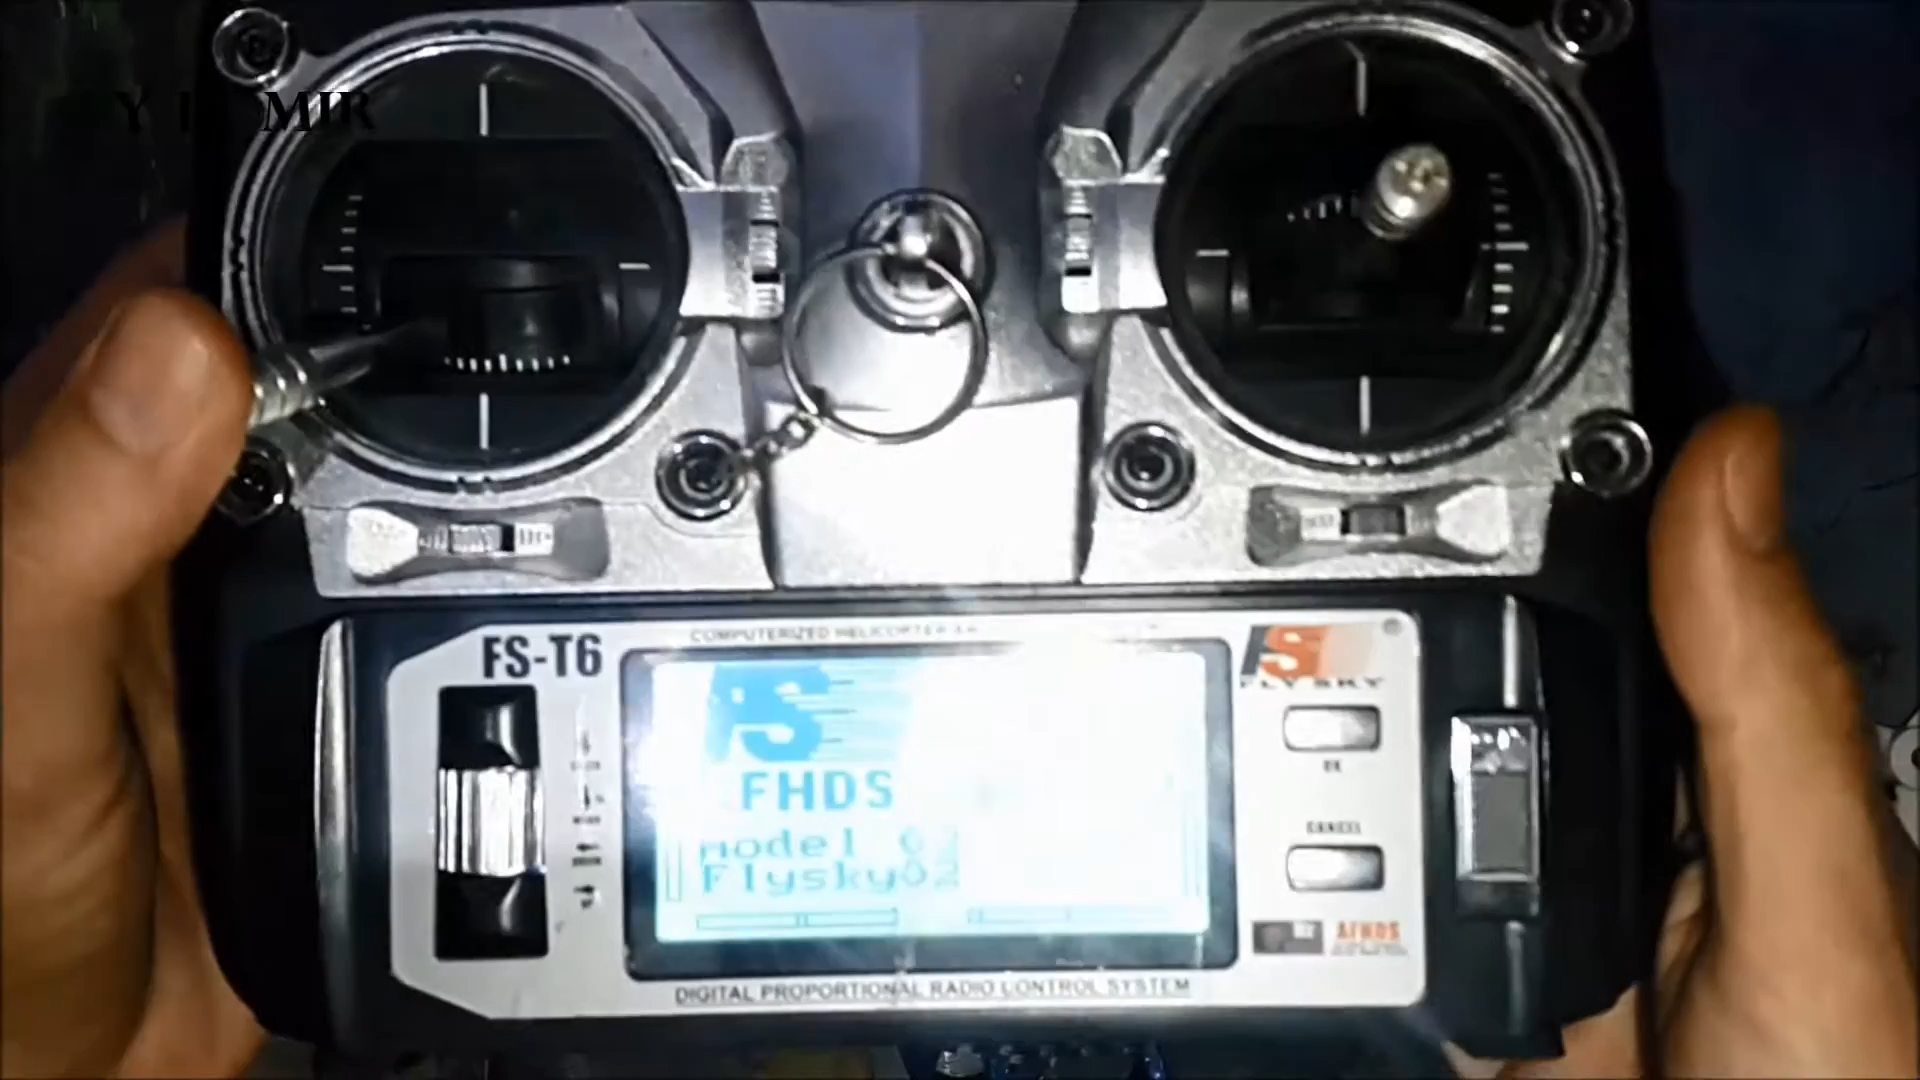 MIR
FS-T6
COMPUTERIZED HELICOPTER
FS
FLY SKY
FHDS
model 02
Flysky02
OK
CANCEL
AFHDS
DIGITAL PROPORTIONAL RADIO CONTROL SYSTEM